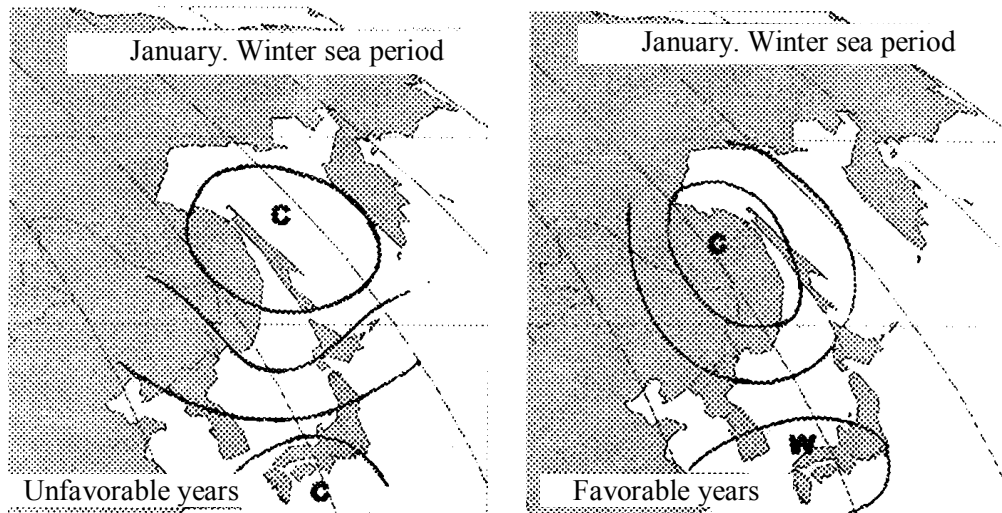 January. Winter sea period
C
C
Unfavorable years
January. Winter sea period
C
W
Favorable years